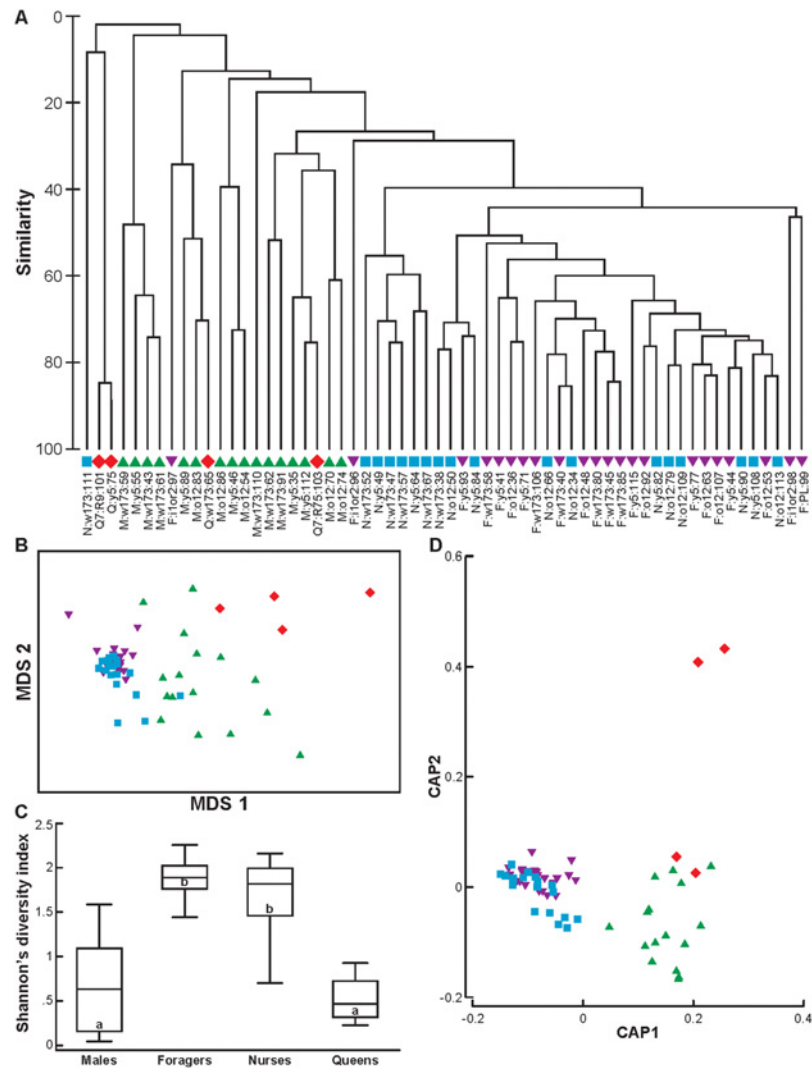 A
0
20
40
60
80
100
Similarity
N:w173:111
Q7:R9:101
Q:y5:75
M:w173:59
M:y5:55
M:w173:43
M:w173:61
F:i1or2:97
M:y5:89
M:o12:83
Q:w173:65
M:o12:86
M:y5:46
M:o12:54
M:w173:110
M:w173:62
M:w173:31
M:y5:35
M:y5:112
Q7:R75:103
M:o12:70
M:o12:74
F:i1or2:96
N:w173:52
N:y5:49
N:w173:47
N:w173:57
N:y5:64
N:w173:67
N:w173:38
N:o12:50
F:y5:93
N:y5:84
F:w173:58
F:y5:41
F:o12:36
F:y5:71
F:w173:106
N:o12:66
F:w173:40
N:o12:34
F:o12:48
F:w173:80
F:w173:45
F:w173:85
F:y5:115
F:o12:92
N:y5:82
N:o12:79
N:o12:109
F:y5:77
F:o12:63
F:o12:107
F:y5:44
N:y5:90
N:y5:108
F:o12:53
N:o12:113
F:i1or2:98
F:PL:99
B
MDS 2
MDS 1
C
Shannon's diversity index
2.5
2
1.5
1
.5
0
a
b
b
a
Males
Foragers
Nurses
Queens
D
CAP2
0.6
0.4
0.2
0
-0.2
-0.2
0
0.2
0.4
CAP1